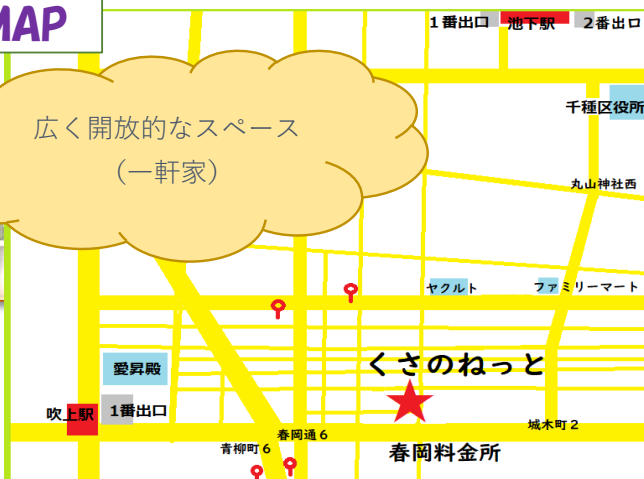 MAP
1番出口 池下駅 2番出口
広く開放的なスペース
（一軒家）
千種区役所
丸山神社西
ヤクルト ファミリーマート
愛昇殿
くさのねっと
吹上駅 1番出口
城木町2
春岡通6
青柳町6
春岡料金所